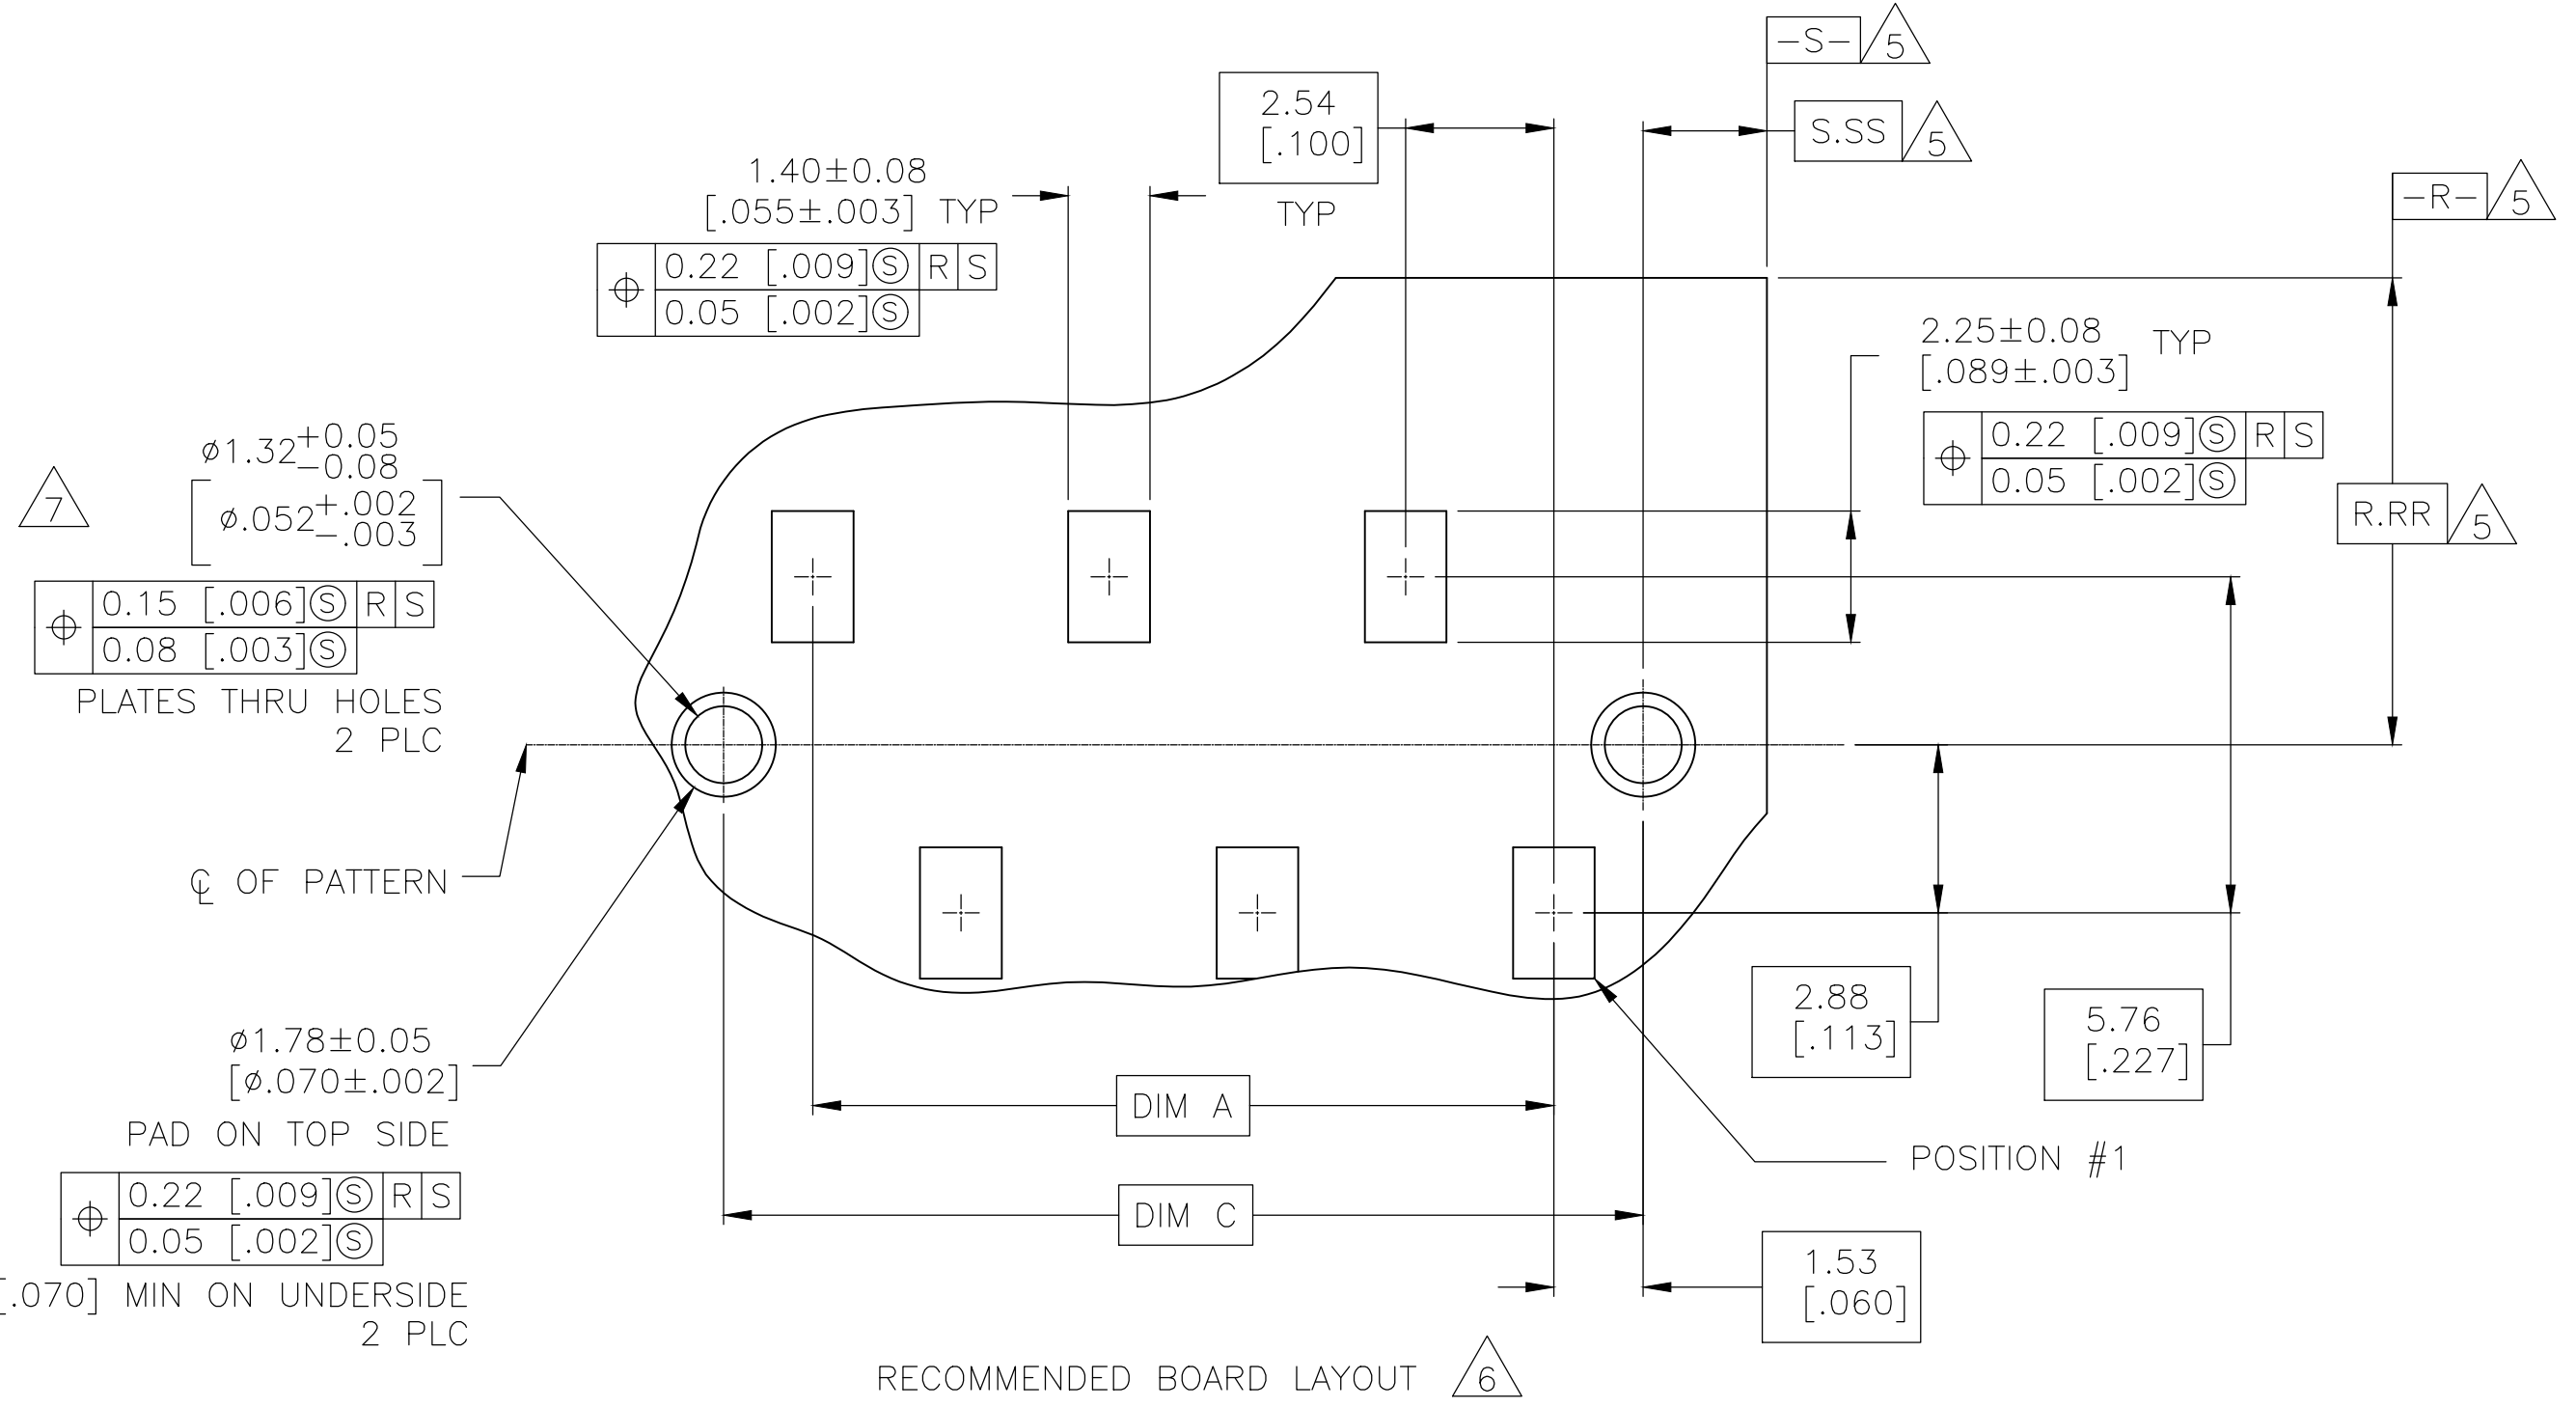 -S- 5
2.54
[.100]
TYP
S.SS 5
1.40±0.08
[.055±.003] TYP
⌖ 0.22 [.009]Ⓢ R S
0.05 [.002]Ⓢ
-R- 5
2.25±0.08 TYP
[.089±.003]
⌖ 0.22 [.009]Ⓢ R S
0.05 [.002]Ⓢ
R.RR 5
7
⌀1.32+0.05
-0.08
[⌀.052+.002
-.003]
⌖ 0.15 [.006]Ⓢ R S
0.08 [.003]Ⓢ
PLATES THRU HOLES
2 PLC
℄ OF PATTERN
⌀1.78±0.05
[⌀.070±.002]
PAD ON TOP SIDE
⌖ 0.22 [.009]Ⓢ R S
0.05 [.002]Ⓢ
[.070] MIN ON UNDERSIDE
2 PLC
2.88
[.113]
5.76
[.227]
DIM A
POSITION #1
DIM C
1.53
[.060]
RECOMMENDED BOARD LAYOUT 6